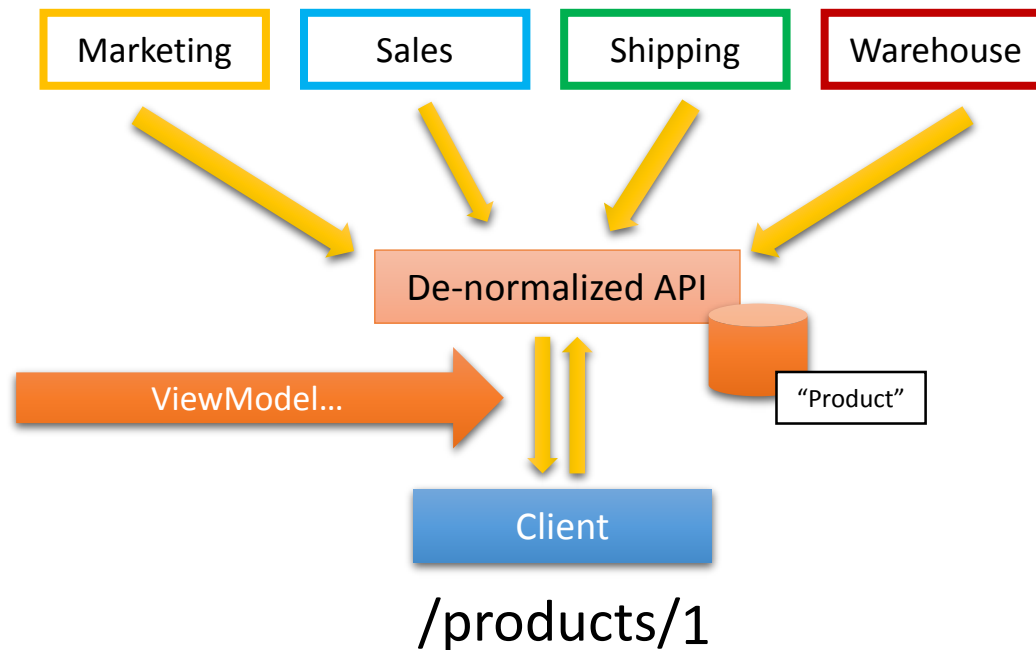 Marketing
Sales
Shipping
Warehouse
De-normalized API
ViewModel…
“Product”
Client
/products/1